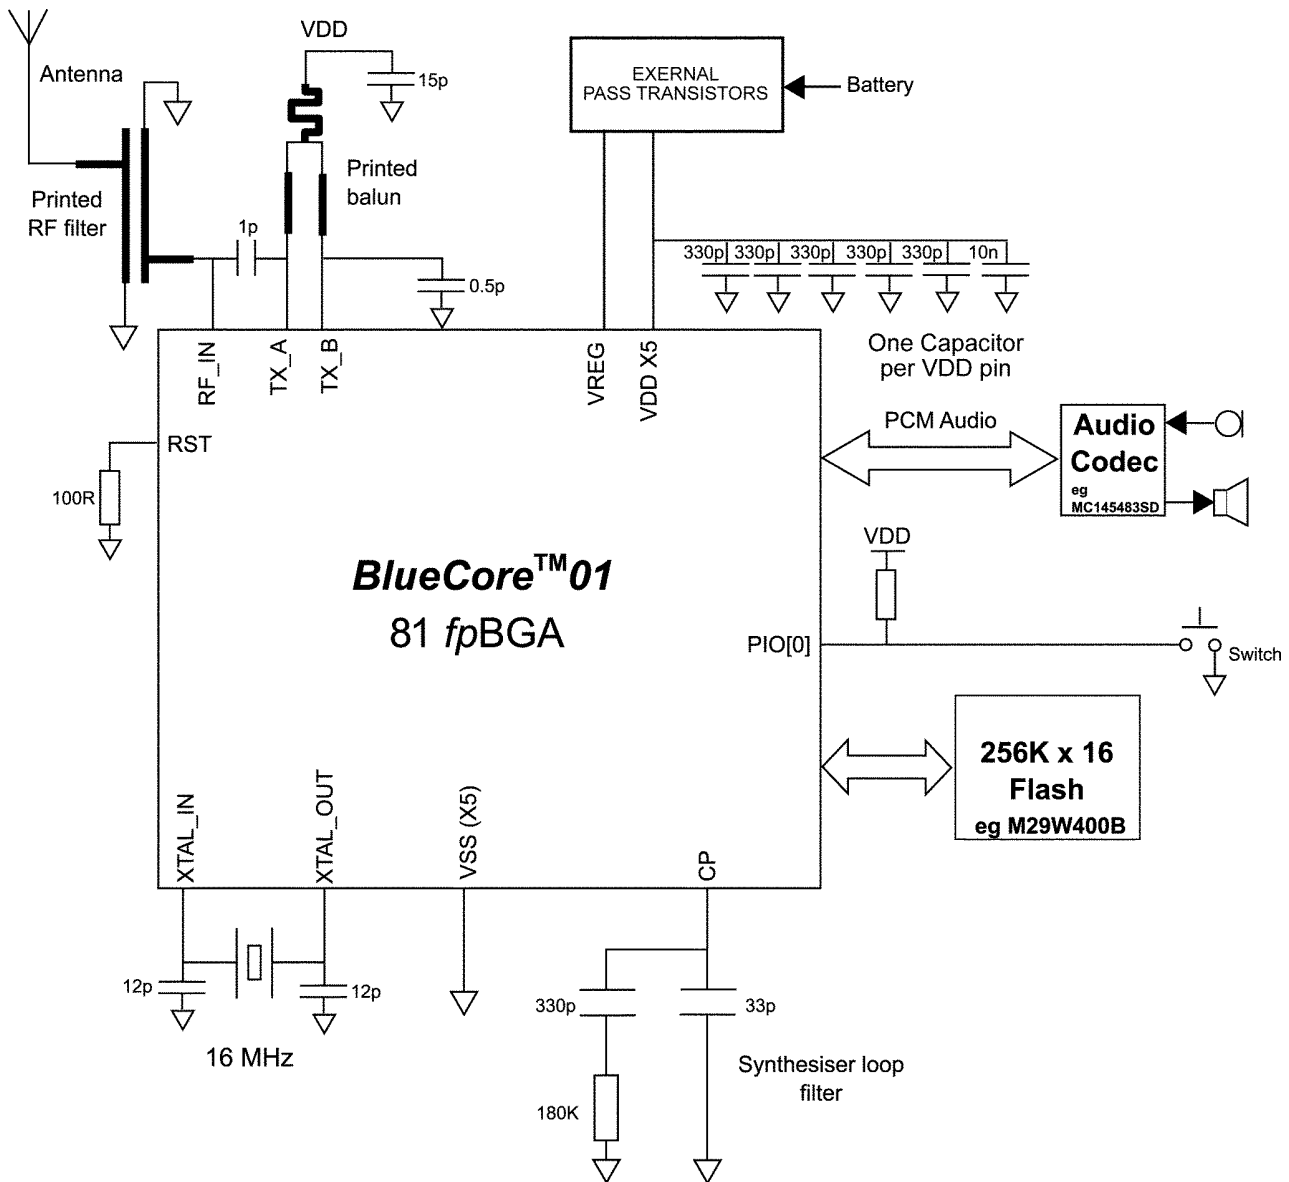 VDD
Antenna
15p
EXERNAL
PASS TRANSISTORS
Battery
Printed
balun
Printed
RF filter
1p
0.5p
330p
330p
330p
330p
330p
10n
One Capacitor
per VDD pin
RF_IN
TX_A
TX_B
VREG
VDD X5
RST
100R
PCM Audio
Audio
Codec
eg
MC145483SD
VDD
BlueCore™01
81 fpBGA
PIO[0]
Switch
256K x 16
Flash
eg M29W400B
XTAL_IN
XTAL_OUT
VSS (X5)
CP
12p
12p
16 MHz
330p
33p
Synthesiser loop
filter
180K